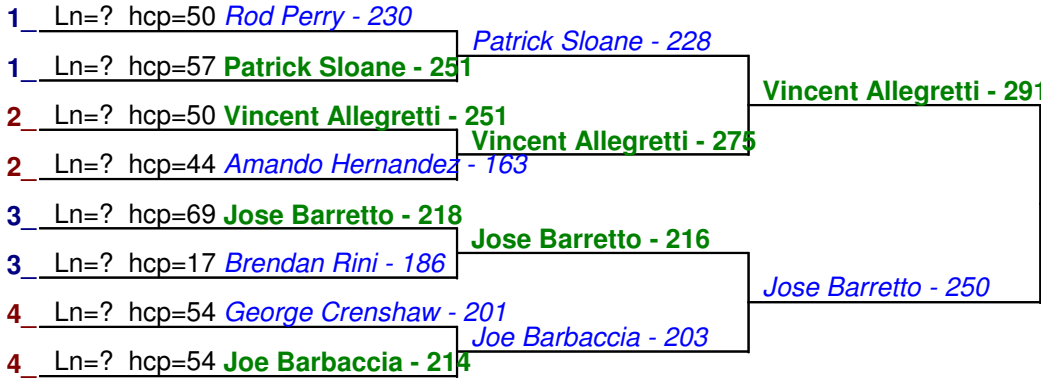 1_ Ln=? hcp=50 Rod Perry - 230
Patrick Sloane - 228
1_ Ln=? hcp=57 Patrick Sloane - 251
Vincent Allegretti - 291
2_ Ln=? hcp=50 Vincent Allegretti - 251
Vincent Allegretti - 275
2_ Ln=? hcp=44 Amando Hernandez - 163
3_ Ln=? hcp=69 Jose Barretto - 218
Jose Barretto - 216
3_ Ln=? hcp=17 Brendan Rini - 186
Jose Barretto - 250
4_ Ln=? hcp=54 George Crenshaw - 201
Joe Barbaccia - 203
4_ Ln=? hcp=54 Joe Barbaccia - 214